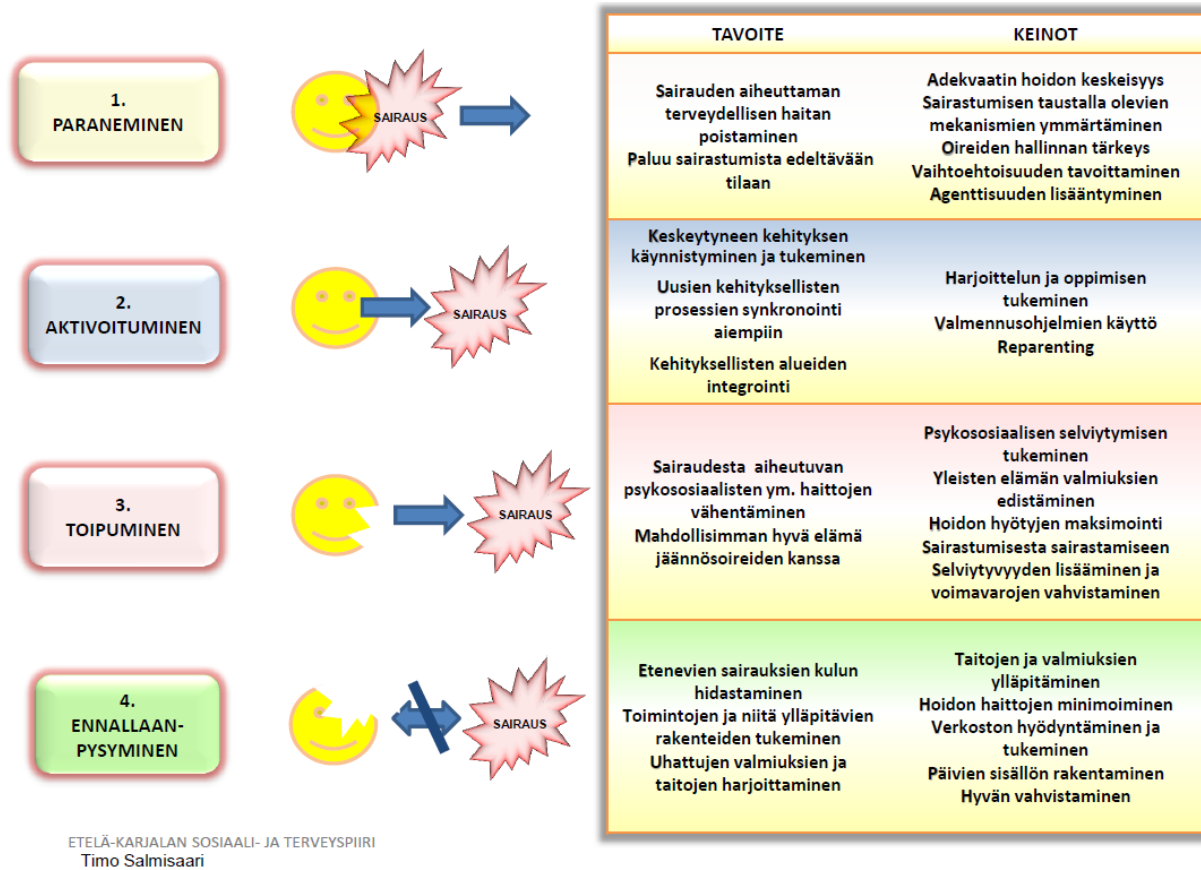 TAVOITE
KEINOT
1.
PARANEMINEN
SAIRAUS
Sairauden aiheuttaman
terveydellisen haitan
poistaminen
Paluu sairastumista edeltävään
tilaan
Adekvaatin hoidon keskeisyys
Sairastumisen taustalla olevien
mekanismien ymmärtäminen
Oireiden hallinnan tärkeys
Vaihtoehtoisuuden tavoittaminen
Agenttisuuden lisääntyminen
2.
AKTIVOITUMINEN
SAIRAUS
Keskeytyneen kehityksen
käynnistyminen ja tukeminen
Uusien kehityksellisten
prosessien synkronointi
aiempiin
Kehityksellisten alueiden
integrointi
Harjoittelun ja oppimisen
tukeminen
Valmennusohjelmien käyttö
Reparenting
3.
TOIPUMINEN
SAIRAUS
Sairaudesta aiheutuvan
psykososiaalisten ym. haittojen
vähentäminen
Mahdollisimman hyvä elämä
jäännösoireiden kanssa
Psykososiaalisen selviytymisen
tukeminen
Yleisten elämän valmiuksien
edistäminen
Hoidon hyötyjen maksimointi
Sairastumisesta sairastamiseen
Selviytyvyyden lisääminen ja
voimavarojen vahvistaminen
4.
ENNALLAAN-
PYSYMINEN
SAIRAUS
Etenevien sairauksien kulun
hidastaminen
Toimintojen ja niitä ylläpitävien
rakenteiden tukeminen
Uhattujen valmiuksien ja
taitojen harjoittaminen
Taitojen ja valmiuksien
ylläpitäminen
Hoidon haittojen minimoiminen
Verkoston hyödyntäminen ja
tukeminen
Päivien sisällön rakentaminen
Hyvän vahvistaminen
ETELÄ-KARJALAN SOSIAALI- JA TERVEYSPIIRI
Timo Salmisaari